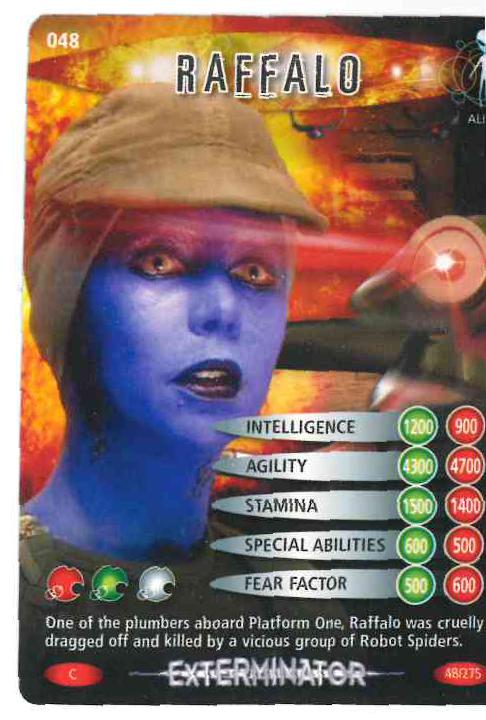 048
RAFFALO
ALI
INTELLIGENCE 1200 900
AGILITY 4300 4700
STAMINA 1500 1400
SPECIAL ABILITIES 600 500
FEAR FACTOR 500 600
One of the plumbers aboard Platform One, Raffalo was cruelly
dragged off and killed by a vicious group of Robot Spiders.
C EXTERMINATOR 48/275